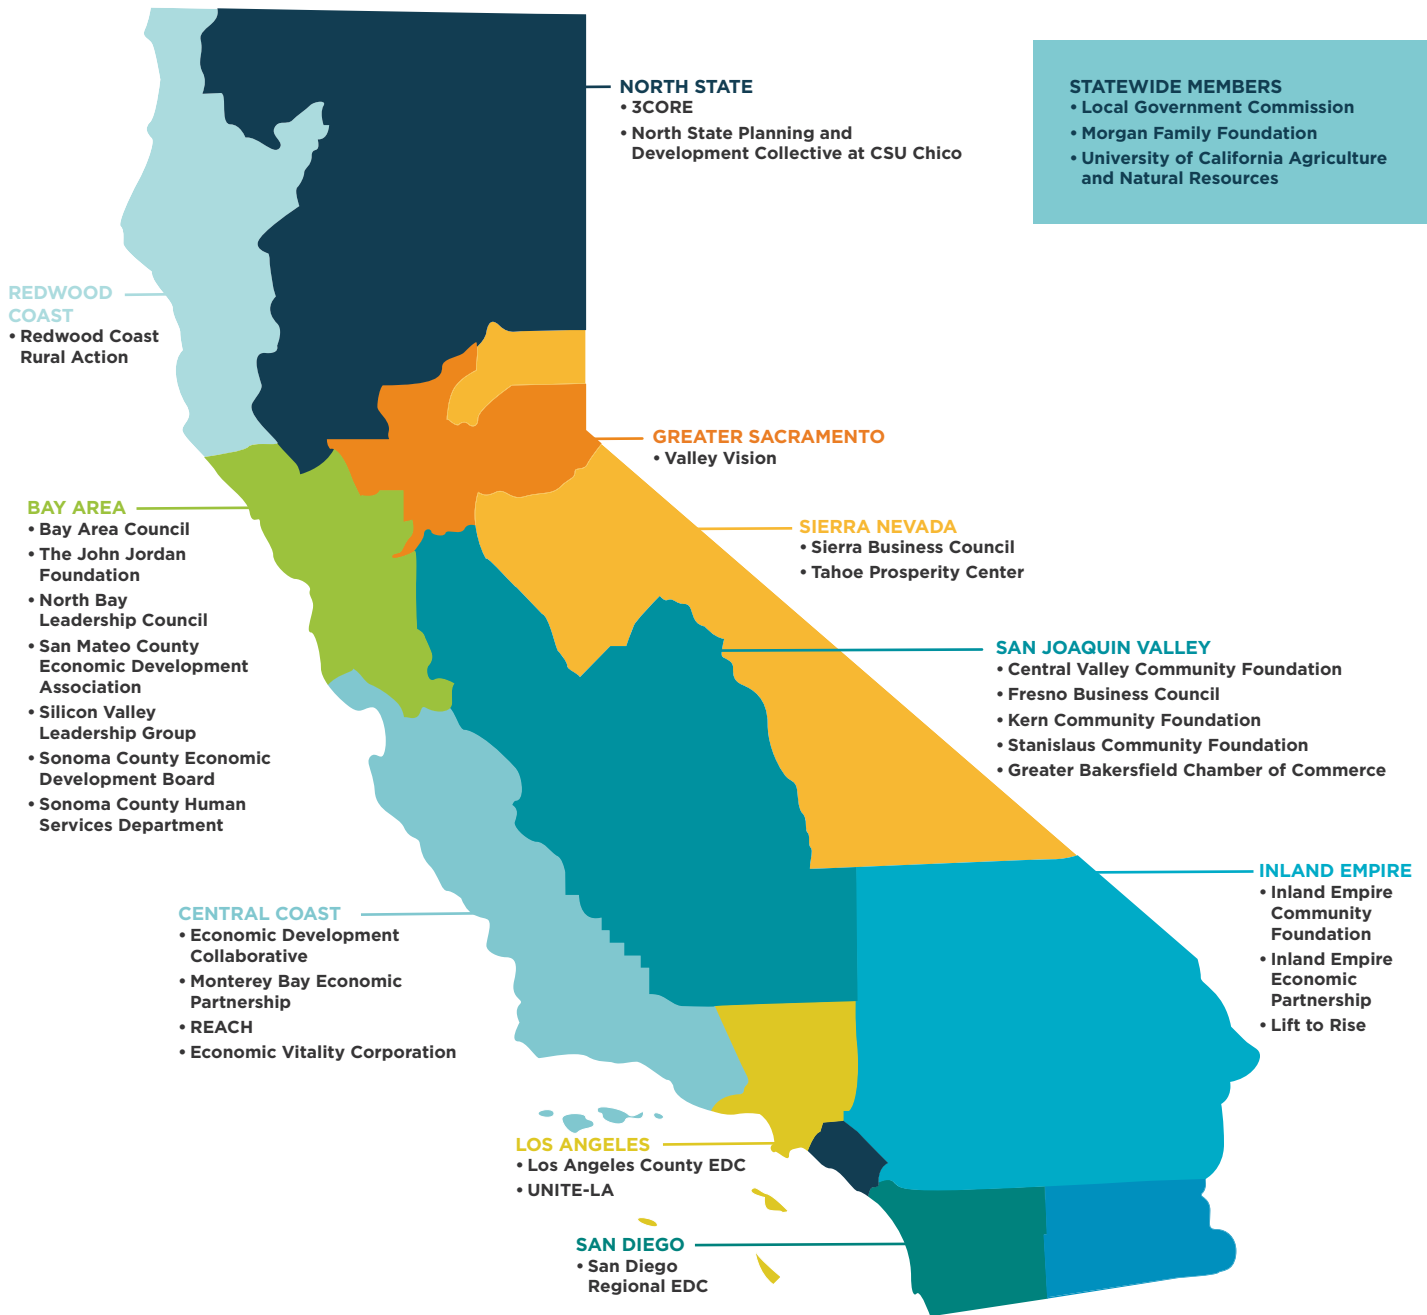 NORTH STATE
• 3CORE
• North State Planning and
Development Collective at CSU Chico
STATEWIDE MEMBERS
• Local Government Commission
• Morgan Family Foundation
• University of California Agriculture
and Natural Resources
REDWOOD
COAST
• Redwood Coast
Rural Action
GREATER SACRAMENTO
• Valley Vision
BAY AREA
• Bay Area Council
• The John Jordan
Foundation
• North Bay
Leadership Council
• San Mateo County
Economic Development
Association
• Silicon Valley
Leadership Group
• Sonoma County Economic
Development Board
• Sonoma County Human
Services Department
SIERRA NEVADA
• Sierra Business Council
• Tahoe Prosperity Center
SAN JOAQUIN VALLEY
• Central Valley Community Foundation
• Fresno Business Council
• Kern Community Foundation
• Stanislaus Community Foundation
• Greater Bakersfield Chamber of Commerce
INLAND EMPIRE
• Inland Empire
Community
Foundation
• Inland Empire
Economic
Partnership
• Lift to Rise
CENTRAL COAST
• Economic Development
Collaborative
• Monterey Bay Economic
Partnership
• REACH
• Economic Vitality Corporation
LOS ANGELES
• Los Angeles County EDC
• UNITE-LA
SAN DIEGO
• San Diego
Regional EDC